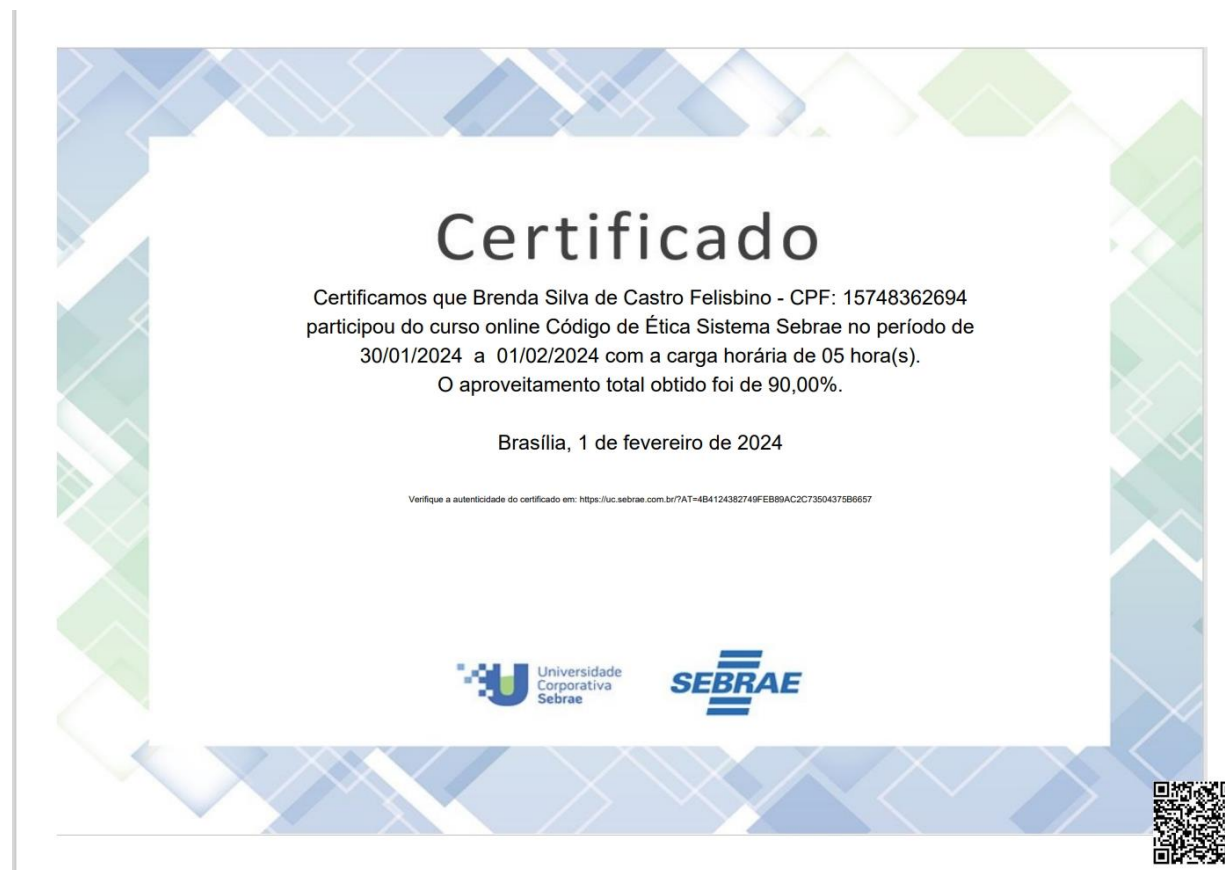 Certificado
Certificamos que Brenda Silva de Castro Felisbino - CPF: 15748362694
participou do curso online Código de Ética Sistema Sebrae no período de
30/01/2024 a 01/02/2024 com a carga horária de 05 hora(s).
O aproveitamento total obtido foi de 90,00%.
Brasília, 1 de fevereiro de 2024
Verifique a autenticidade do certificado em: https://uc.sebrae.com.br/?AT=4B4124382749FEB89AC2C73504375B6657
Universidade
Corporativa
Sebrae
SEBRAE